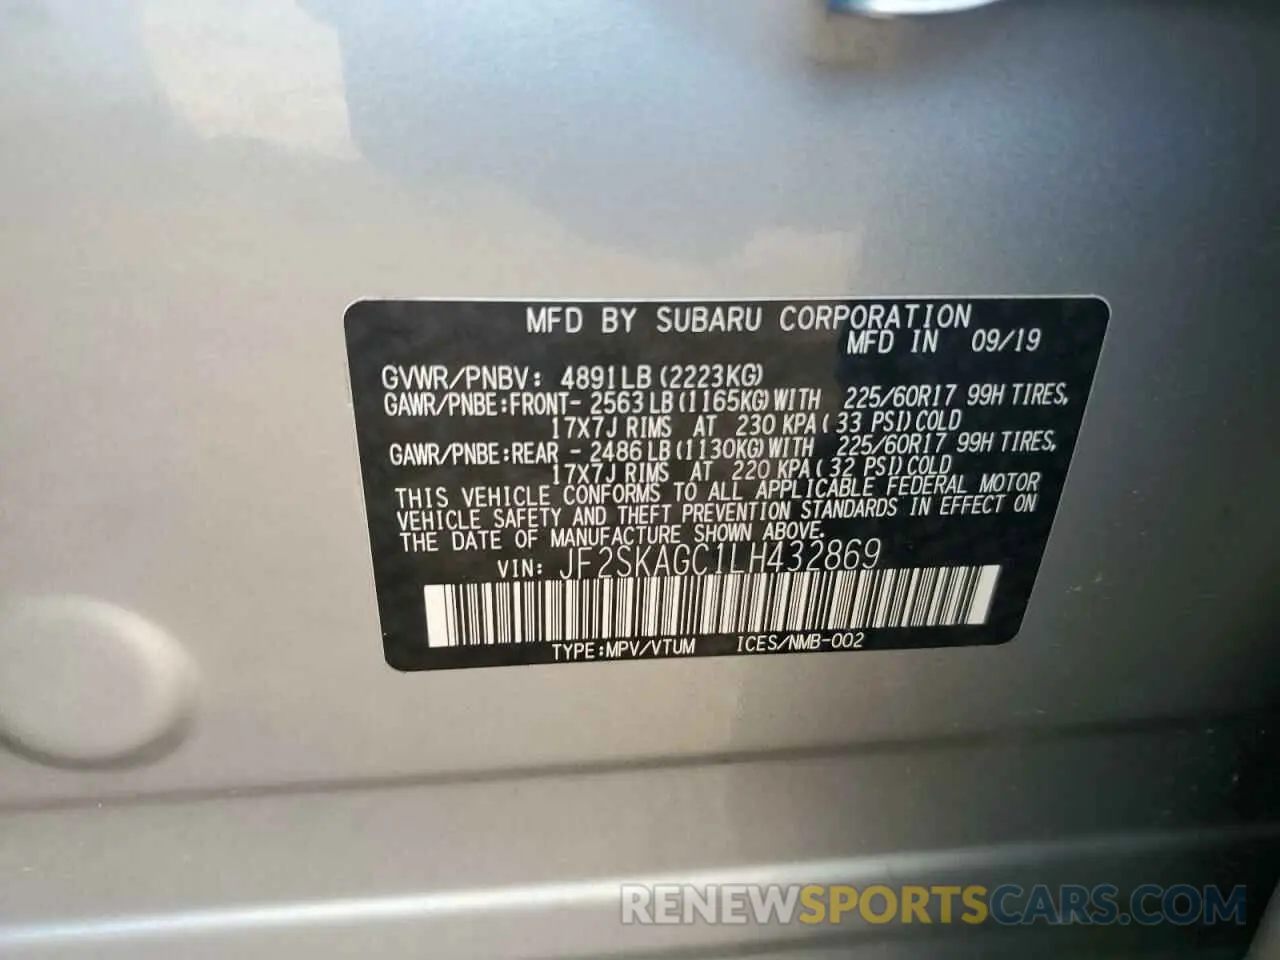 MFD BY SUBARU CORPORATION
MFD IN 09/19
GVWR/PNBV: 4891LB (2223KG)
GAWR/PNBE:FRONT- 2563LB (1165KG) WITH 225/60R17 99H TIRES,
17X7J RIMS AT 230 KPA ( 33 PSI) COLD
GAWR/PNBE:REAR - 2486LB (1130KG) WITH 225/60R17 99H TIRES,
17X7J RIMS AT 220 KPA ( 32 PSI) COLD
THIS VEHICLE CONFORMS TO ALL APPLICABLE FEDERAL MOTOR
VEHICLE SAFETY AND THEFT PREVENTION STANDARDS IN EFFECT ON
THE DATE OF MANUFACTURE SHOWN ABOVE.
VIN: JF2SKAGC1LH432869
TYPE:MPV/VTUM ICES/NMB-002
RENEWSPORTSCARS.COM